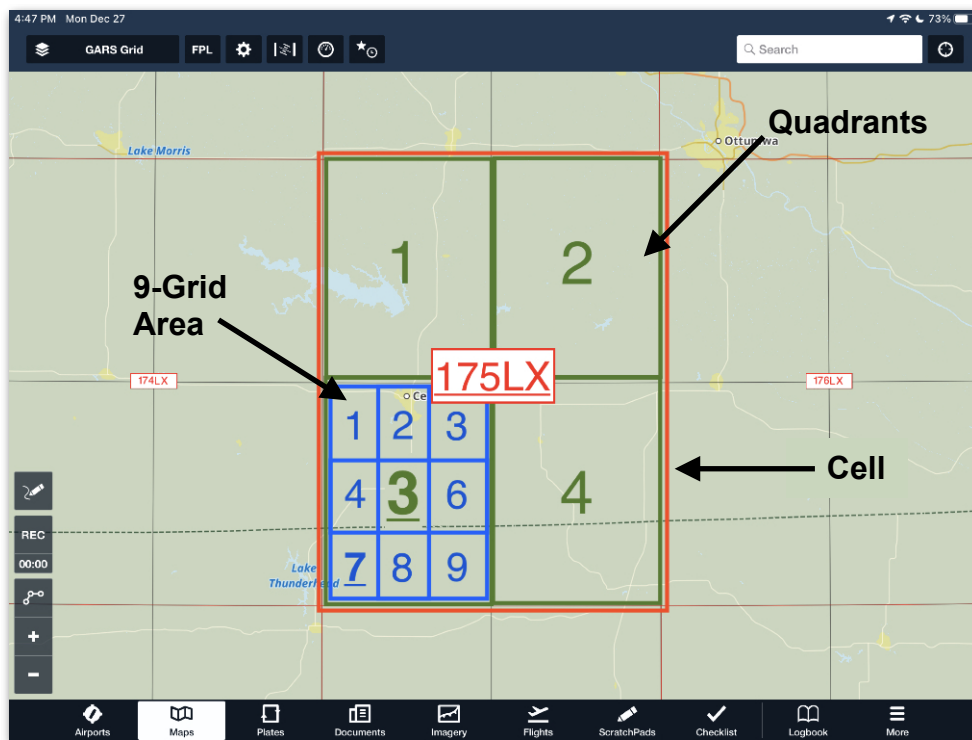 4:47 PM Mon Dec 27
73%
GARS Grid
FPL
Search
Quadrants
Lake Morris
Ottumwa
1
2
9-Grid
Area
175LX
174LX
176LX
Ce
1 2 3
4 3 6
4
Cell
7 8 9
Lake
Thunderhead
REC
00:00
+
−
Airports
Maps
Plates
Documents
Imagery
Flights
ScratchPads
Checklist
Logbook
More